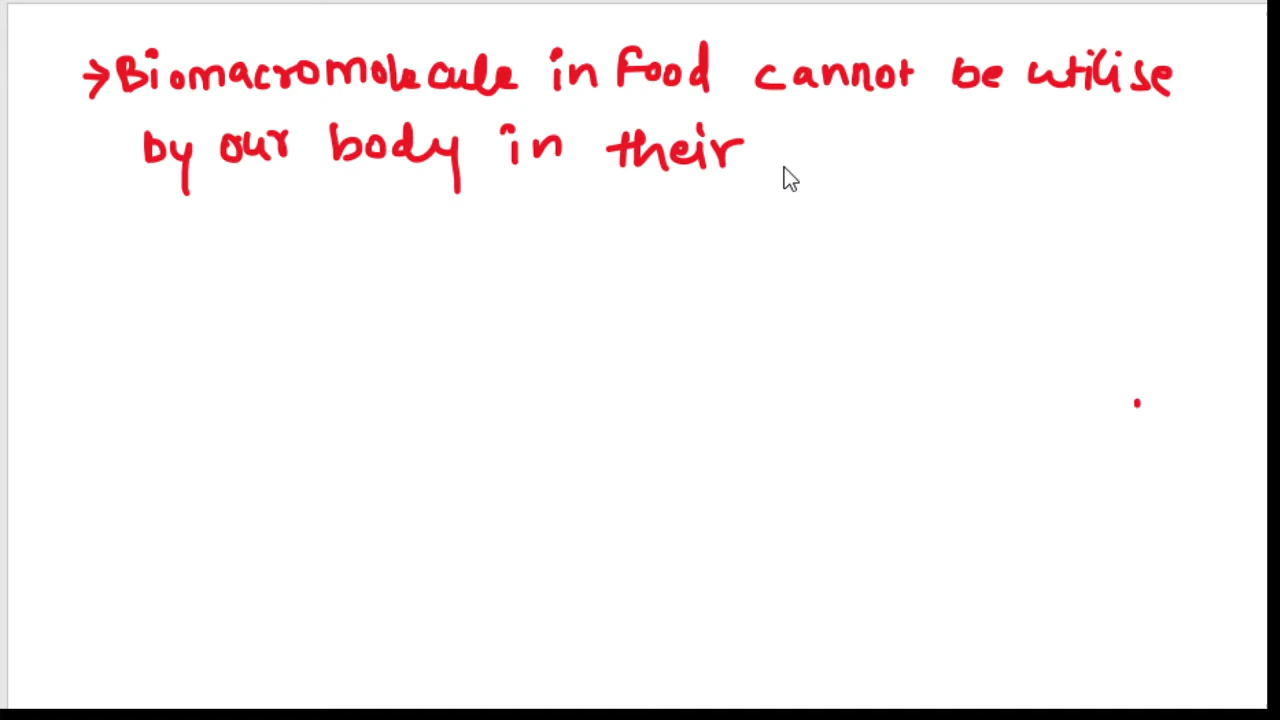 →Biomacromolecule in Food cannot be utilise
by our body in their